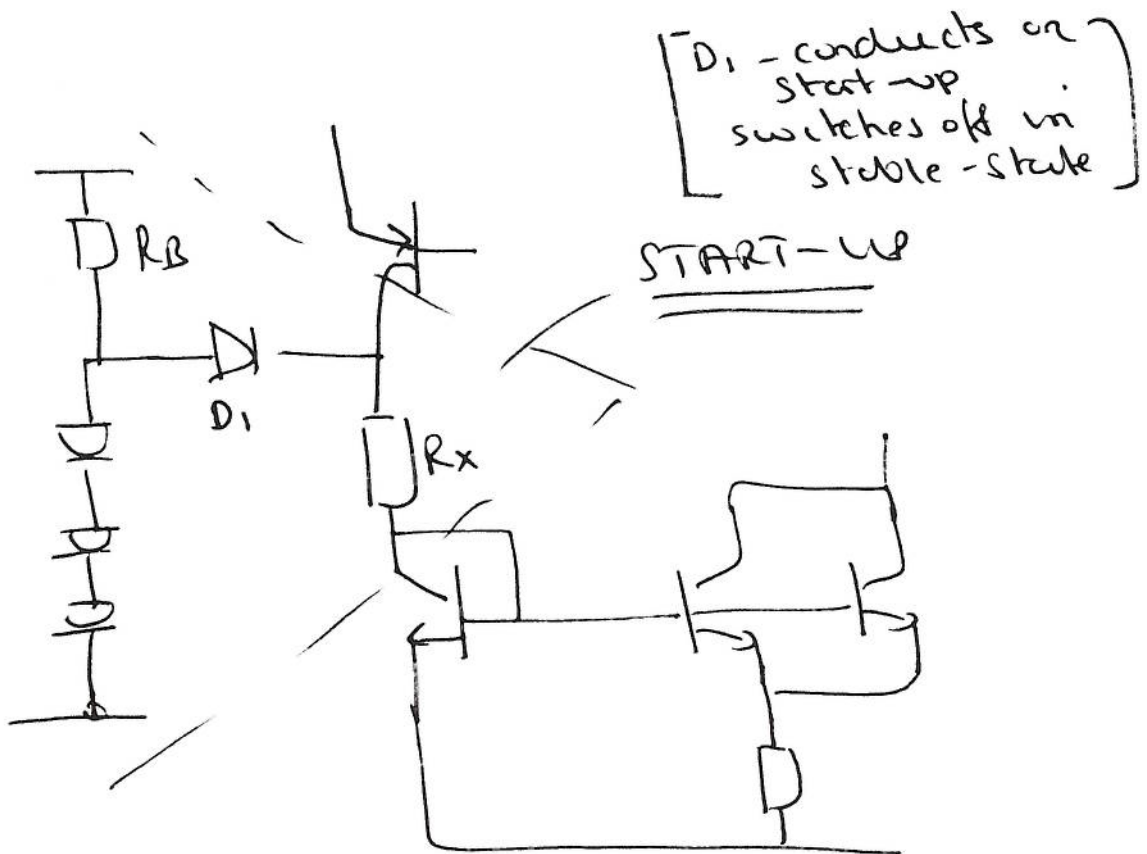 D1 - conducts on
start-up
switches off in
stable-state
START-UP
RB
D1
Rx